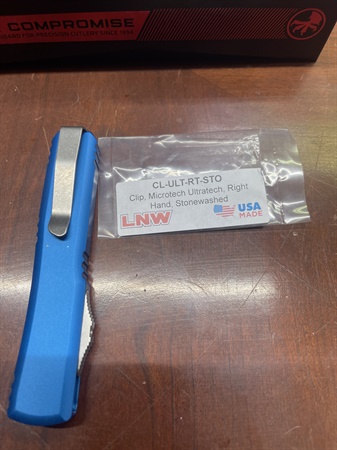 COMPROMISE
CL-ULT-RT-STO
Clip, Microtech Ultratech, Right
Hand, Stonewashed
LNW
USA
MADE